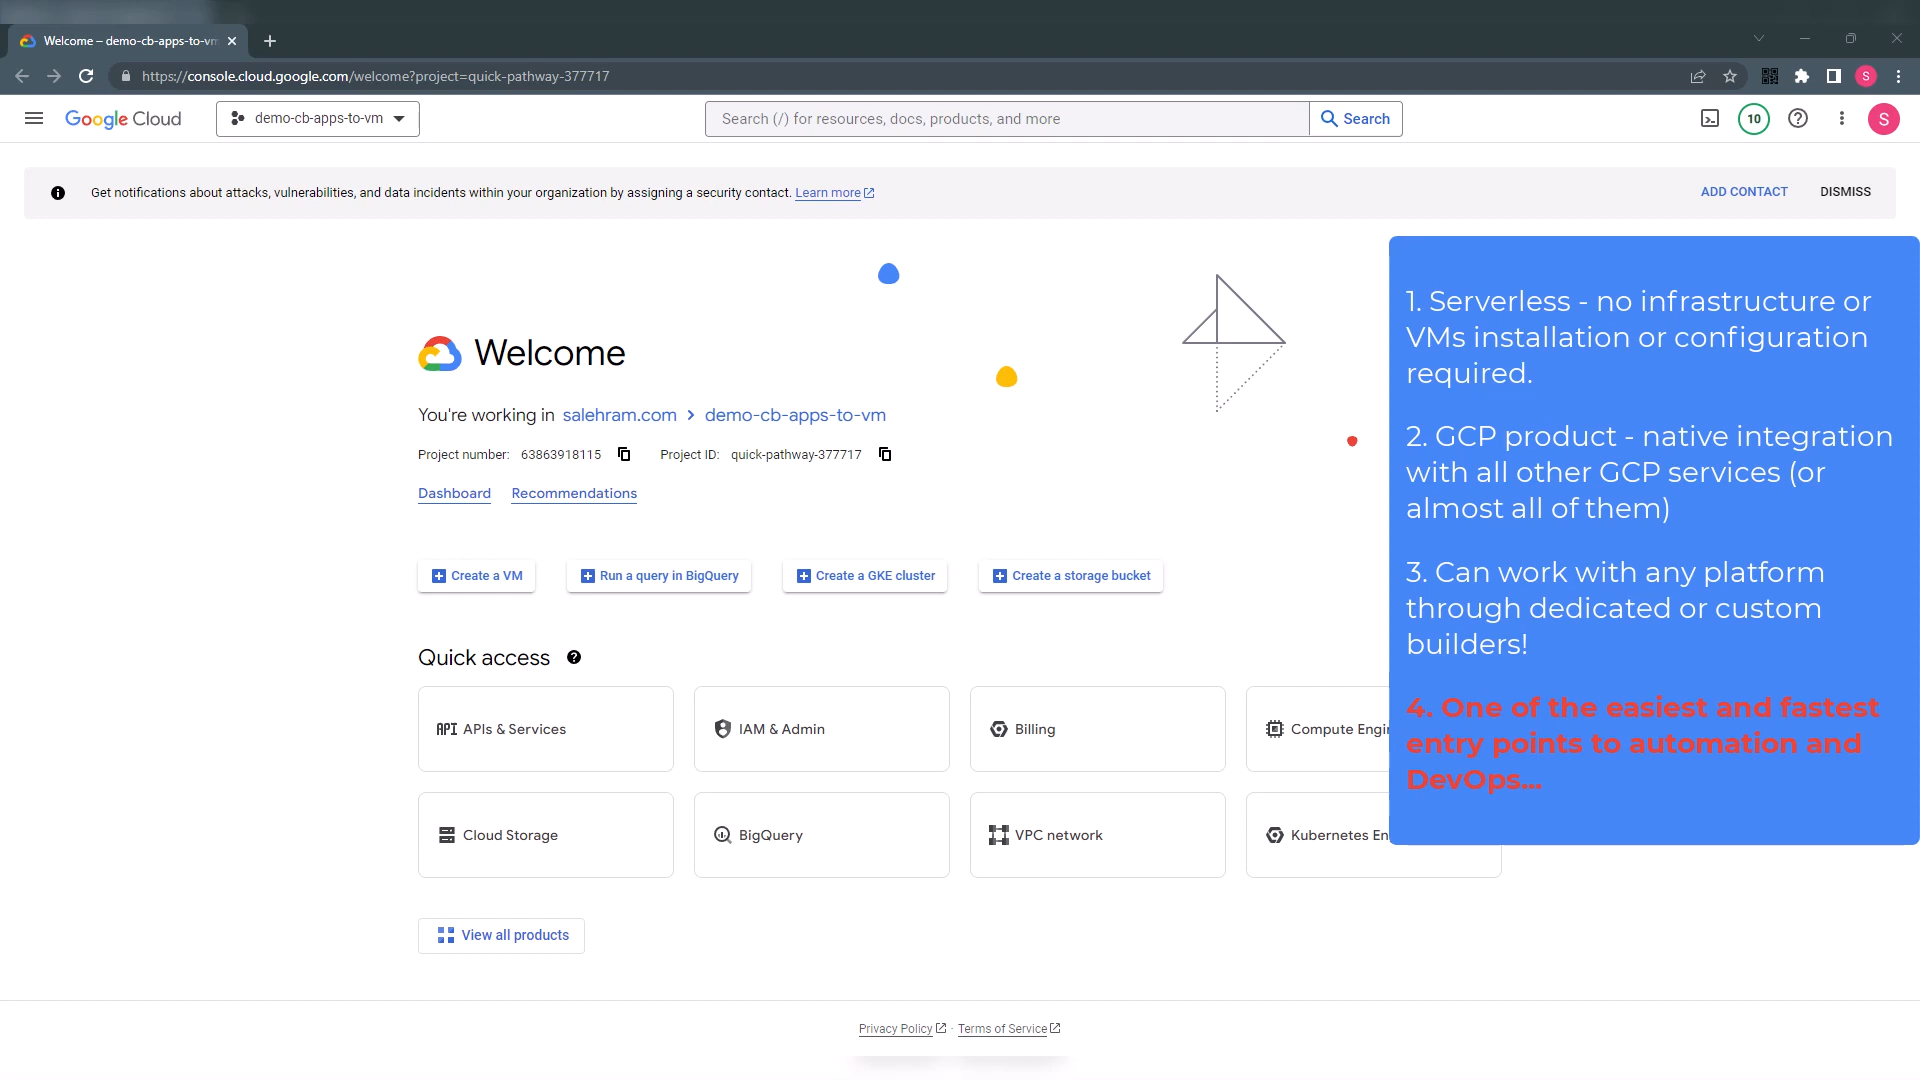 Welcome – demo-cb-apps-to-vm
https://console.cloud.google.com/welcome?project=quick-pathway-377717
S
Google Cloud
demo-cb-apps-to-vm
Search (/) for resources, docs, products, and more
Search
10
S
Get notifications about attacks, vulnerabilities, and data incidents within your organization by assigning a security contact. Learn more
ADD CONTACT
DISMISS
Welcome
You're working in salehram.com > demo-cb-apps-to-vm
Project number: 63863918115 Project ID: quick-pathway-377717
Dashboard Recommendations
Create a VM
Run a query in BigQuery
Create a GKE cluster
Create a storage bucket
Quick access
API APIs & Services
IAM & Admin
Billing
Compute Engin
Cloud Storage
BigQuery
VPC network
Kubernetes En
View all products
Privacy Policy · Terms of Service
1. Serverless - no infrastructure or
VMs installation or configuration
required.
2. GCP product - native integration
with all other GCP services (or
almost all of them)
3. Can work with any platform
through dedicated or custom
builders!
4. One of the easiest and fastest
entry points to automation and
DevOps...